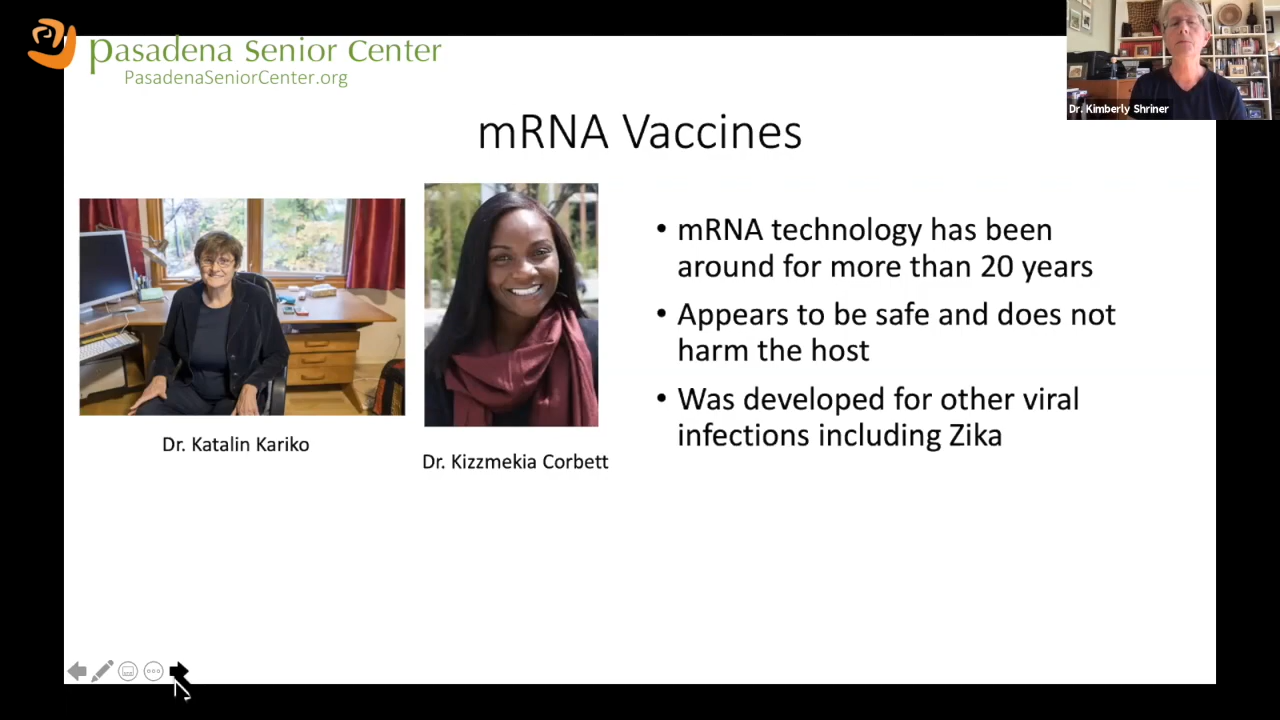 Pasadena Senior Center
PasadenaSeniorCenter.org
Dr. Kimberly Shriner
mRNA Vaccines
Dr. Katalin Kariko
Dr. Kizzmekia Corbett
• mRNA technology has been
around for more than 20 years
• Appears to be safe and does not
harm the host
• Was developed for other viral
infections including Zika